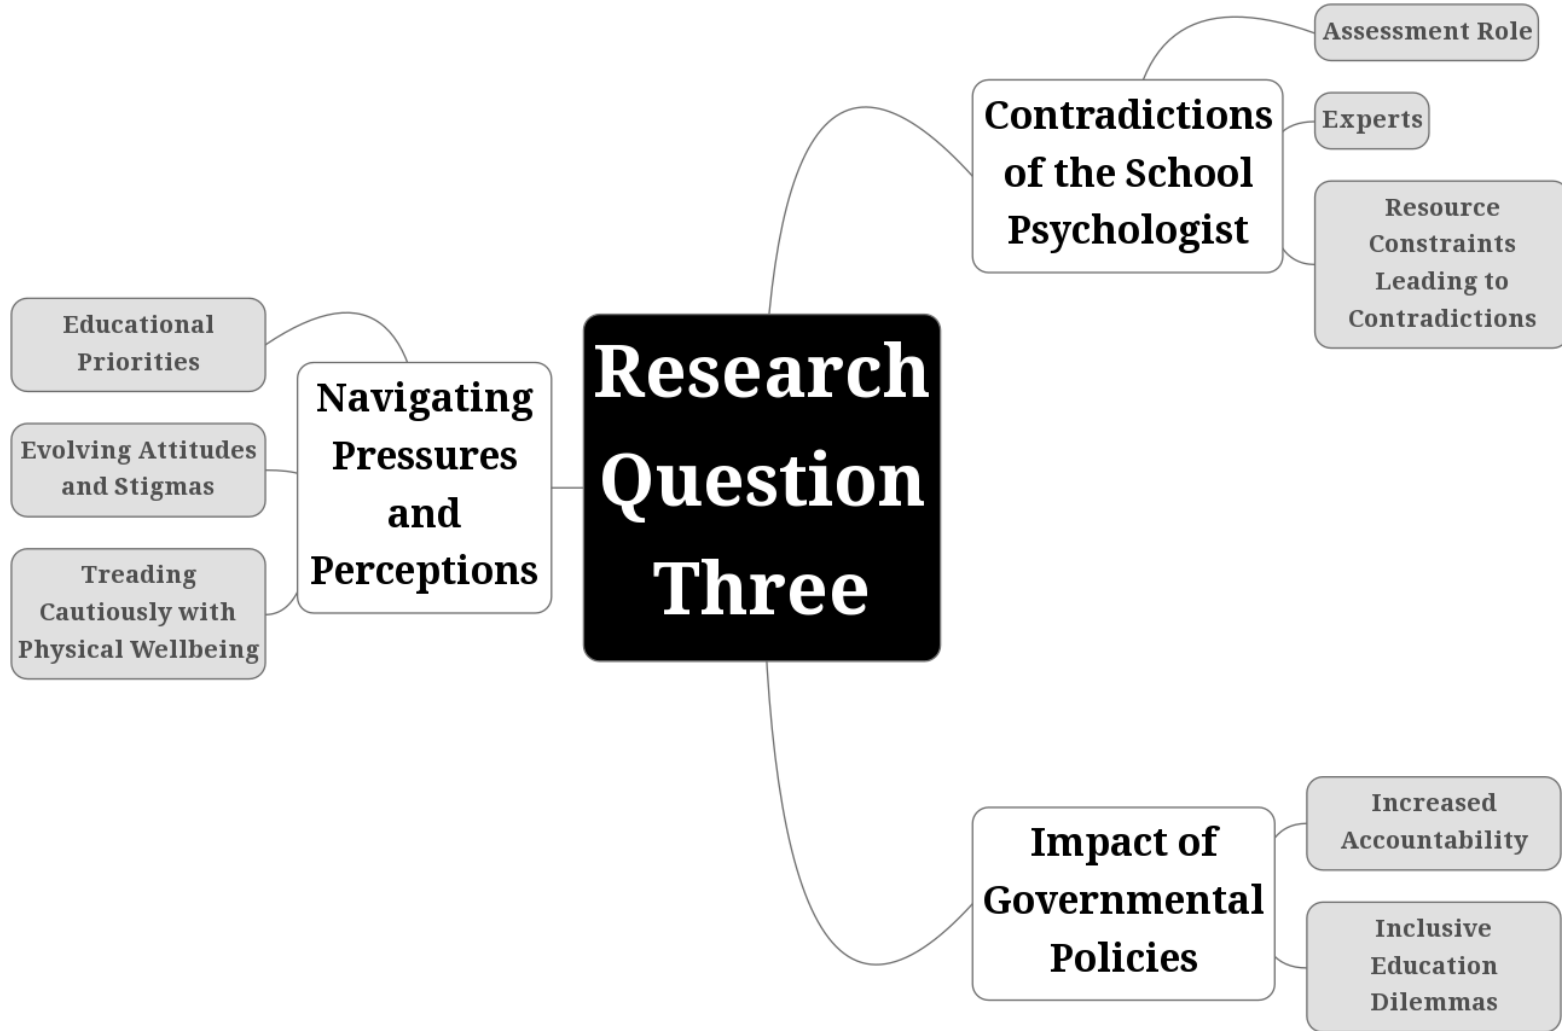 Research
Question
Three
Contradictions
of the School
Psychologist
Assessment Role
Experts
Resource
Constraints
Leading to
Contradictions
Navigating
Pressures
and
Perceptions
Educational
Priorities
Evolving Attitudes
and Stigmas
Treading
Cautiously with
Physical Wellbeing
Impact of
Governmental
Policies
Increased
Accountability
Inclusive
Education
Dilemmas